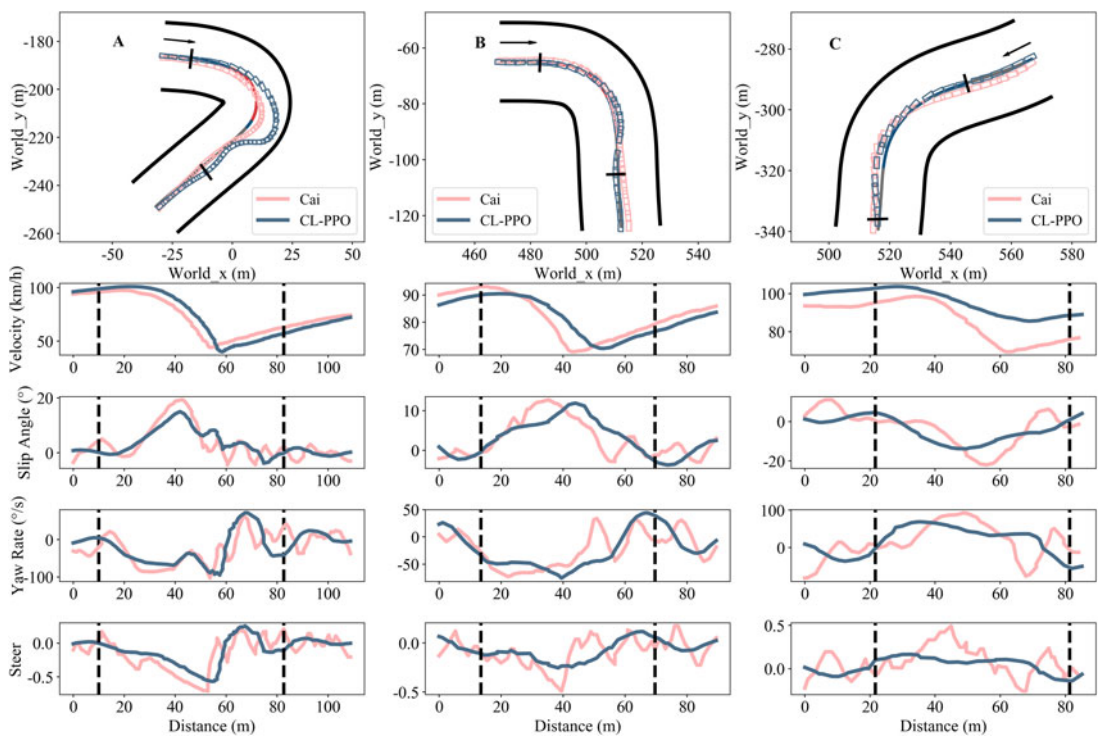 A
World_y (m)
-180
-200
-220
-240
-260
Cai
CL-PPO
-50
-25
0
25
50
World_x (m)
B
World_y (m)
-60
-80
-100
-120
Cai
CL-PPO
460
480
500
520
540
World_x (m)
C
World_y (m)
-280
-300
-320
-340
Cai
CL-PPO
500
520
540
560
580
World_x (m)
Velocity (km/h)
100
50
0 20 40 60 80 100
90
80
70
0 20 40 60 80
100
80
0 20 40 60 80
Slip Angle (°)
20
0
0 20 40 60 80 100
10
0
0 20 40 60 80
0
-20
0 20 40 60 80
Yaw Rate (°/s)
0
-100
0 20 40 60 80 100
50
0
-50
0 20 40 60 80
100
0
0 20 40 60 80
Steer
0.0
-0.5
0 20 40 60 80 100
Distance (m)
0.0
-0.5
0 20 40 60 80
Distance (m)
0.5
0.0
0 20 40 60 80
Distance (m)